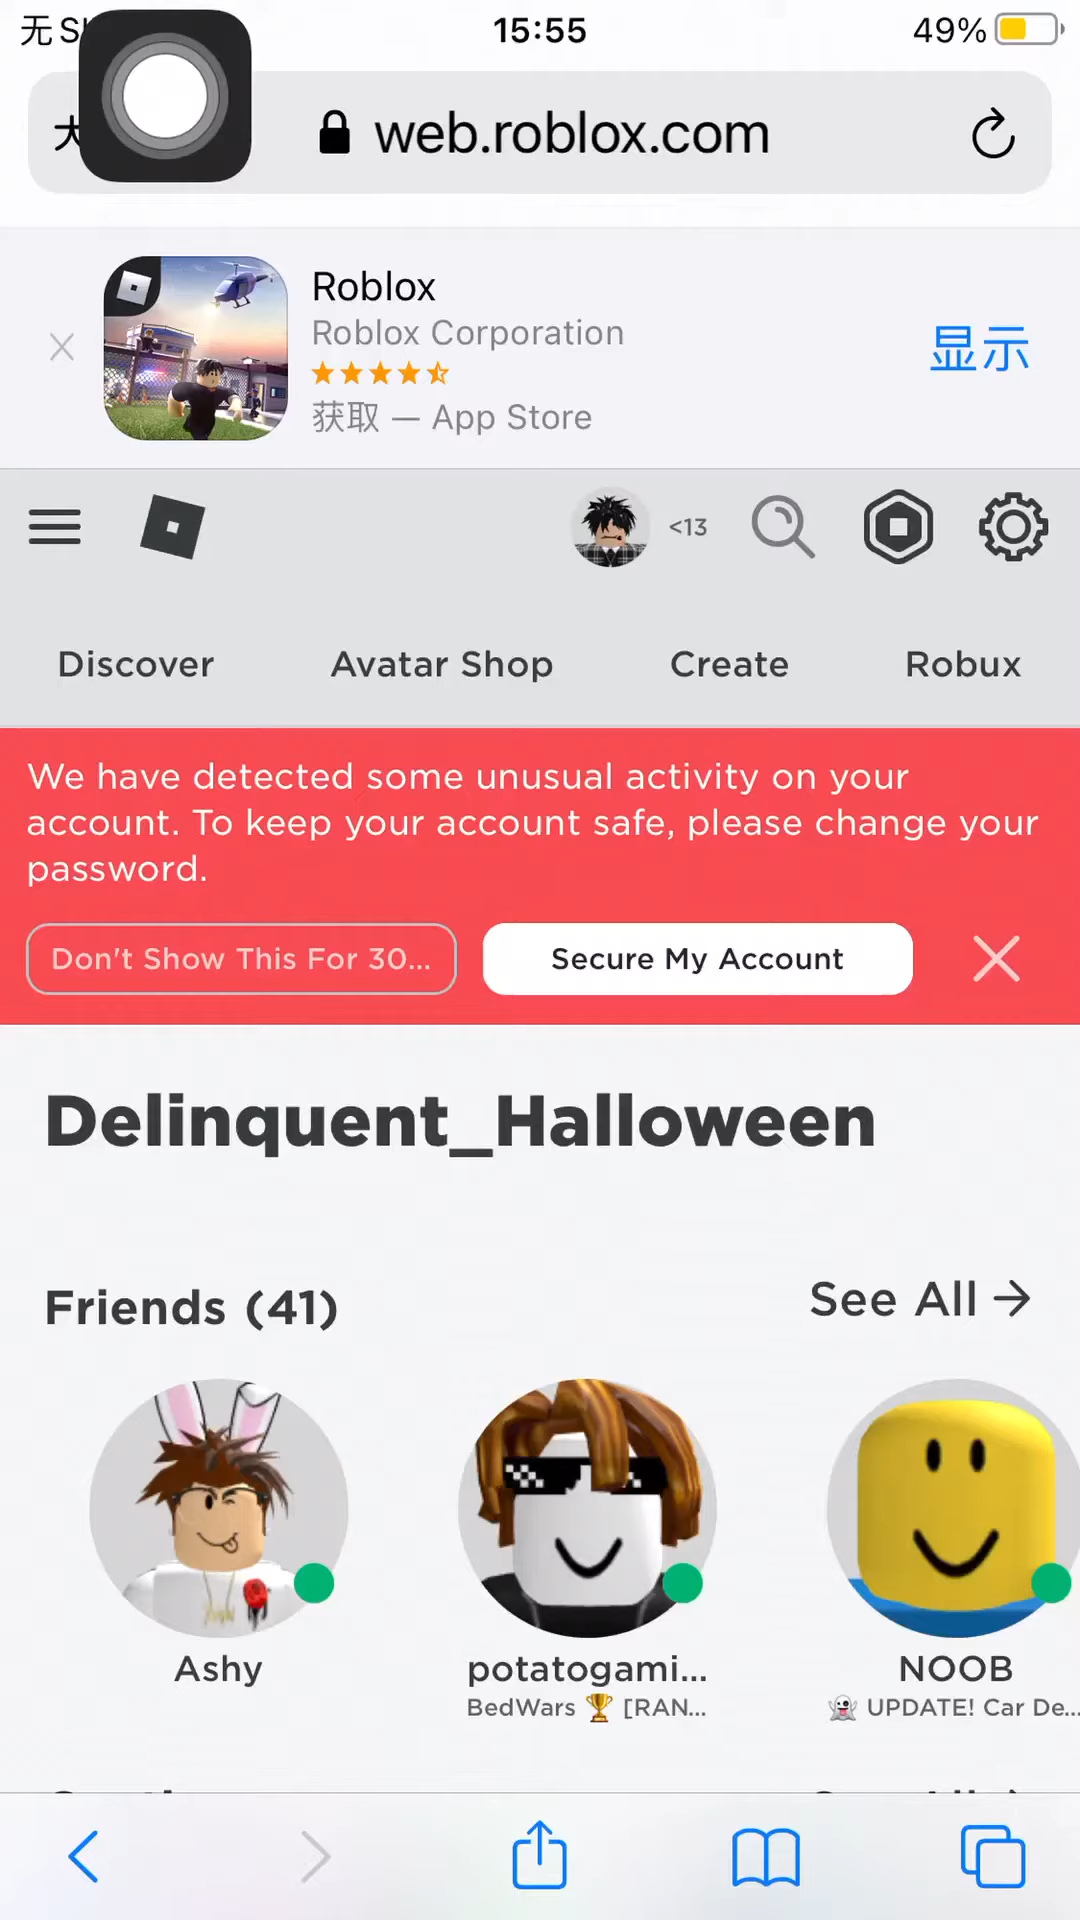 无
15:55
49%
web.roblox.com
Roblox
Roblox Corporation
获取 — App Store
显示
<13
Discover
Avatar Shop
Create
Robux
We have detected some unusual activity on your
account. To keep your account safe, please change your
password.
Don't Show This For 30...
Secure My Account
Delinquent_Halloween
Friends (41)
See All →
Ashy
potatogami...
NOOB
BedWars 🏆 [RAN...
👻 UPDATE! Car De...